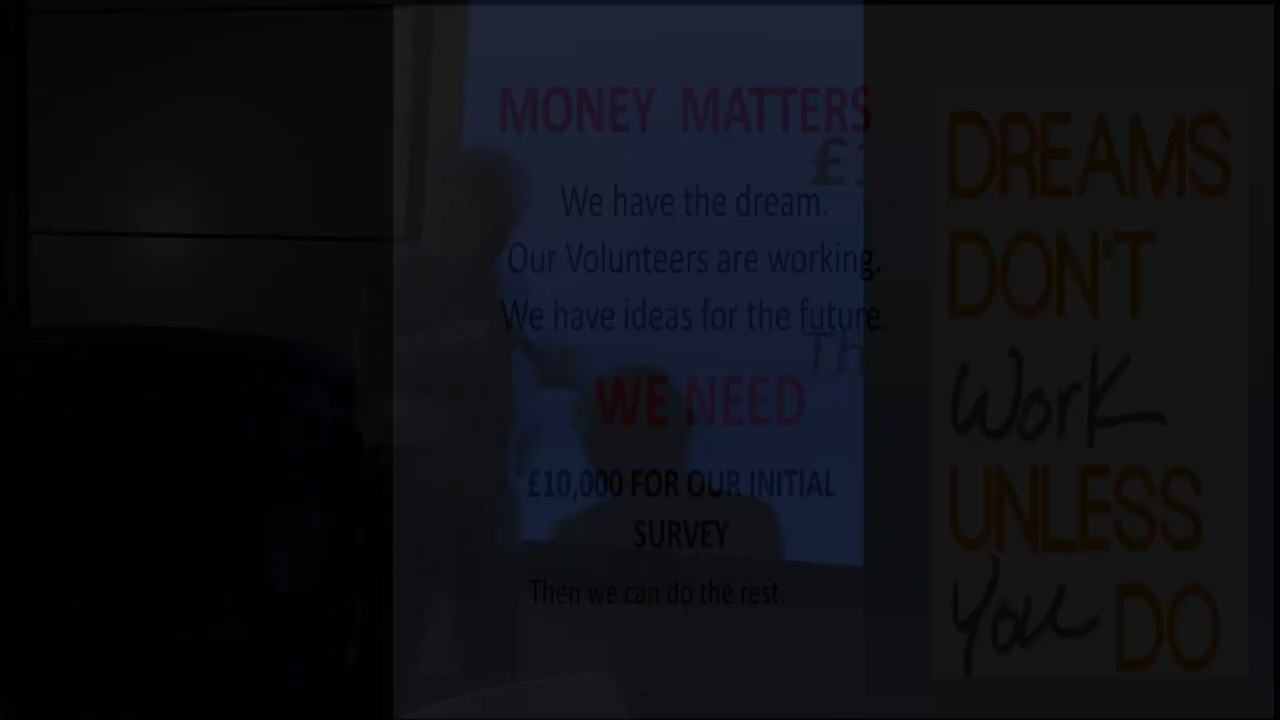 MONEY MATTERS
£
We have the dream.
Our Volunteers are working.
We have ideas for the future.
Th
WE NEED
£10,000 FOR OUR INITIAL
SURVEY
Then we can do the rest.
DREAMS
DON'T
Work
UNLESS
You DO